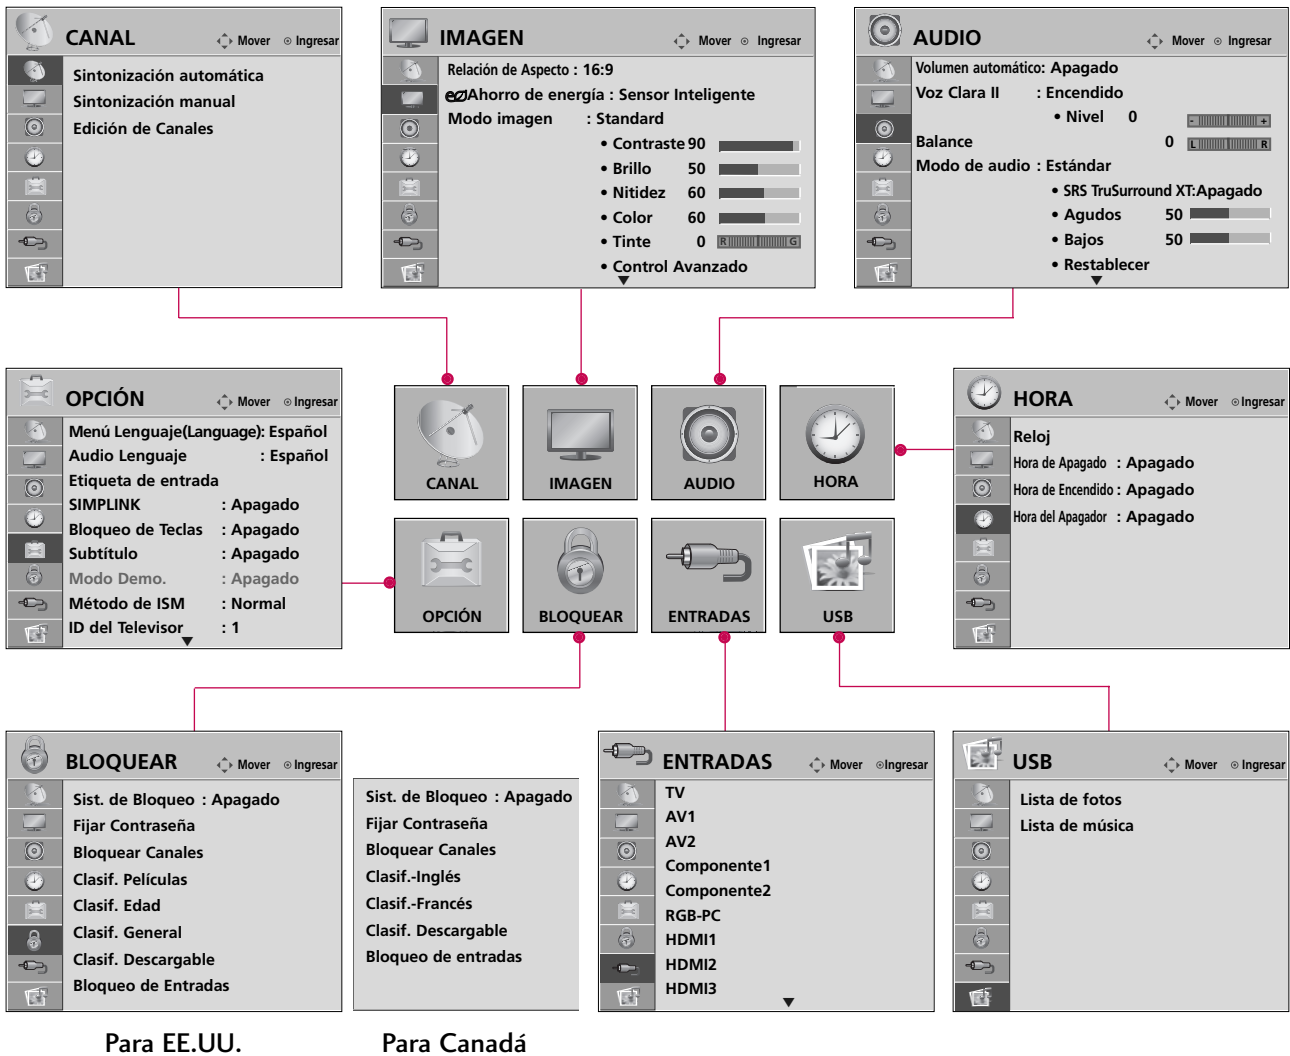 CANAL
Mover
Ingresar
Sintonización automática
Sintonización manual
Edición de Canales
IMAGEN
Mover
Ingresar
Relación de Aspecto : 16:9
Ahorro de energía : Sensor Inteligente
Modo imagen : Standard
• Contraste 90
• Brillo 50
• Nitidez 60
• Color 60
• Tinte 0 R G
• Control Avanzado
AUDIO
Mover
Ingresar
Volumen automático: Apagado
Voz Clara II : Encendido
• Nivel 0 - +
Balance 0 L R
Modo de audio : Estándar
• SRS TruSurround XT:Apagado
• Agudos 50
• Bajos 50
• Restablecer
OPCIÓN
Mover
Ingresar
Menú Lenguaje(Language): Español
Audio Lenguaje : Español
Etiqueta de entrada
SIMPLINK : Apagado
Bloqueo de Teclas : Apagado
Subtítulo : Apagado
Modo Demo. : Apagado
Método de ISM : Normal
ID del Televisor : 1
CANAL
IMAGEN
AUDIO
HORA
OPCIÓN
BLOQUEAR
ENTRADAS
USB
HORA
Mover
Ingresar
Reloj
Hora de Apagado : Apagado
Hora de Encendido : Apagado
Hora del Apagador : Apagado
BLOQUEAR
Mover
Ingresar
Sist. de Bloqueo : Apagado
Fijar Contraseña
Bloquear Canales
Clasif. Películas
Clasif. Edad
Clasif. General
Clasif. Descargable
Bloqueo de Entradas
Para EE.UU.
Sist. de Bloqueo : Apagado
Fijar Contraseña
Bloquear Canales
Clasif.-Inglés
Clasif.-Francés
Clasif. Descargable
Bloqueo de entradas
Para Canadá
ENTRADAS
Mover
Ingresar
TV
AV1
AV2
Componente1
Componente2
RGB-PC
HDMI1
HDMI2
HDMI3
USB
Mover
Ingresar
Lista de fotos
Lista de música